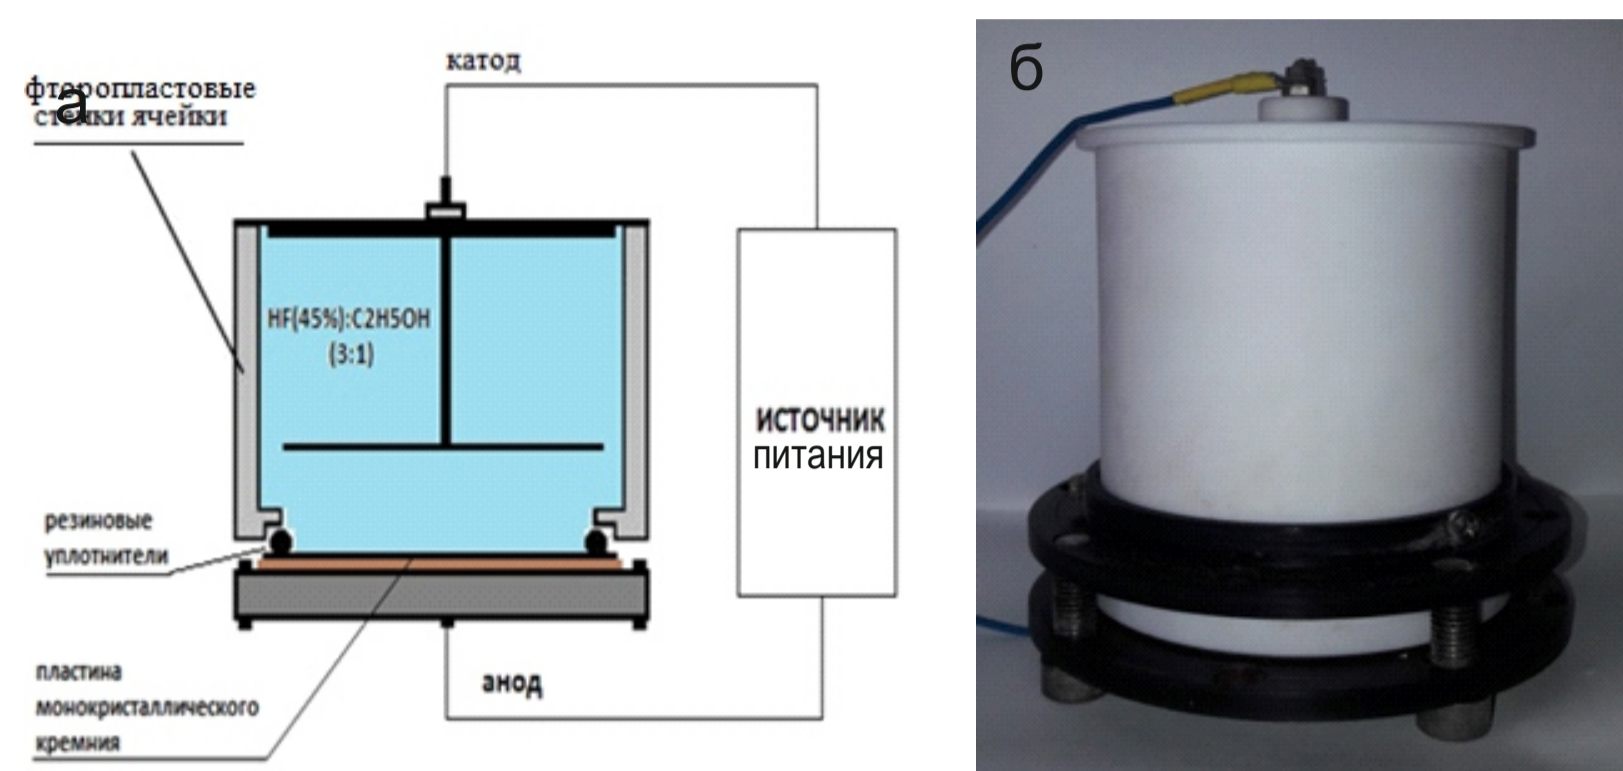 катод
а
фторопластовые
стенки ячейки
HF(45%):C2H5OH
(3:1)
источник
питания
резиновые
уплотнители
анод
пластина
монокристаллического
кремния
б